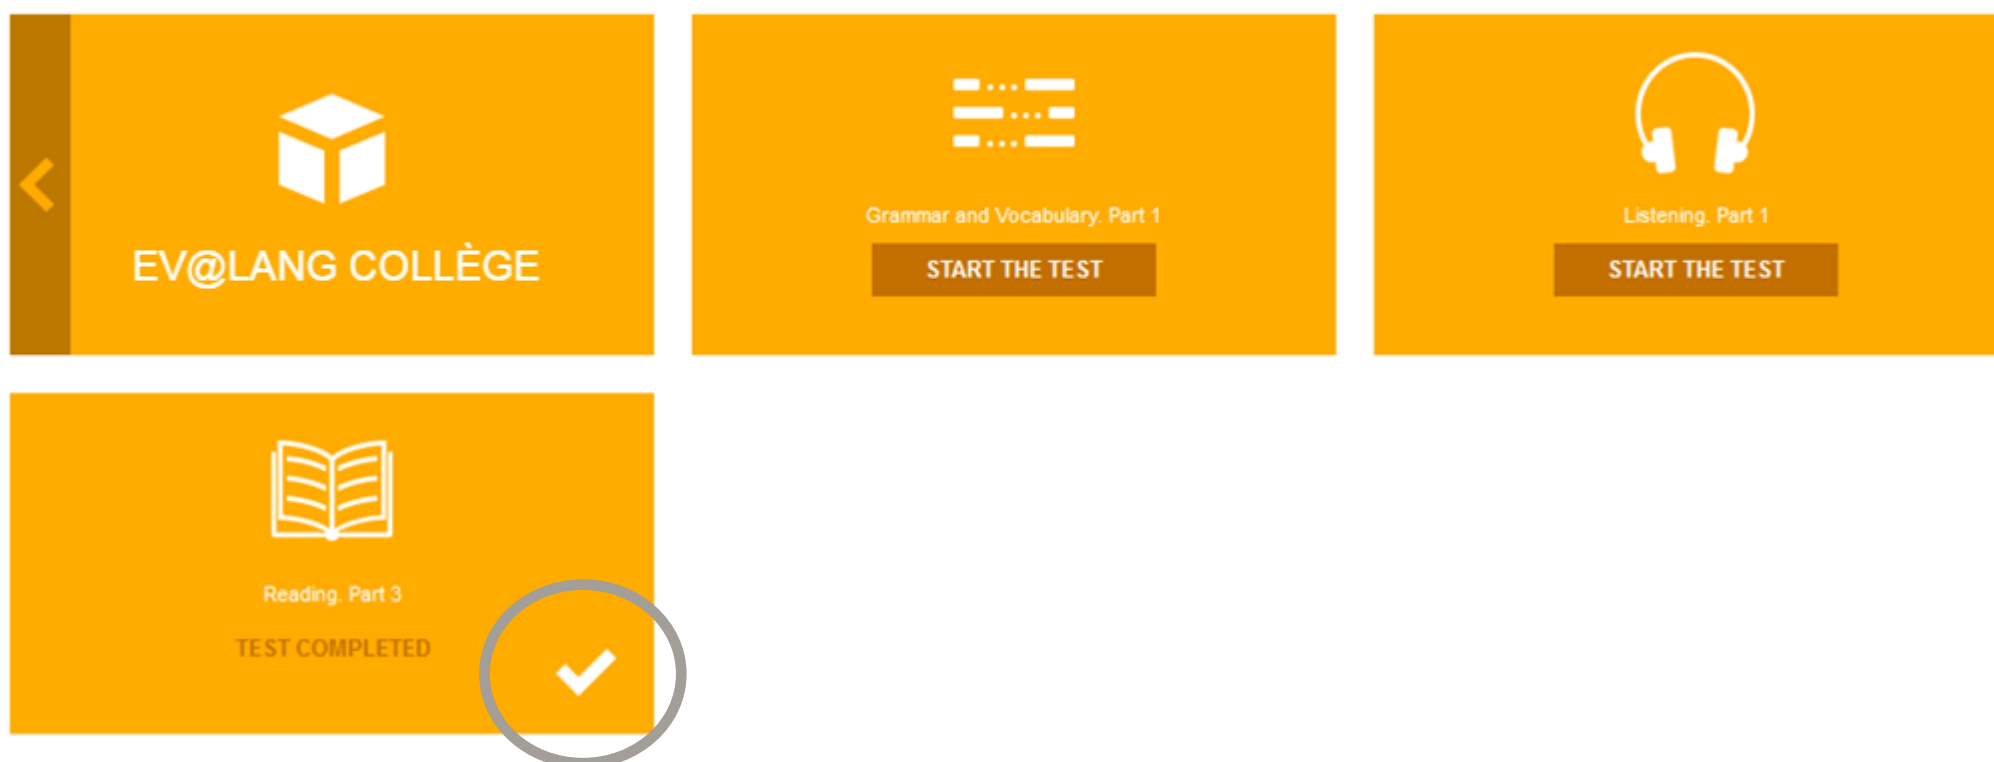 EV@LANG COLLÈGE
Grammar and Vocabulary. Part 1
START THE TEST
Listening. Part 1
START THE TEST
Reading. Part 3
TEST COMPLETED